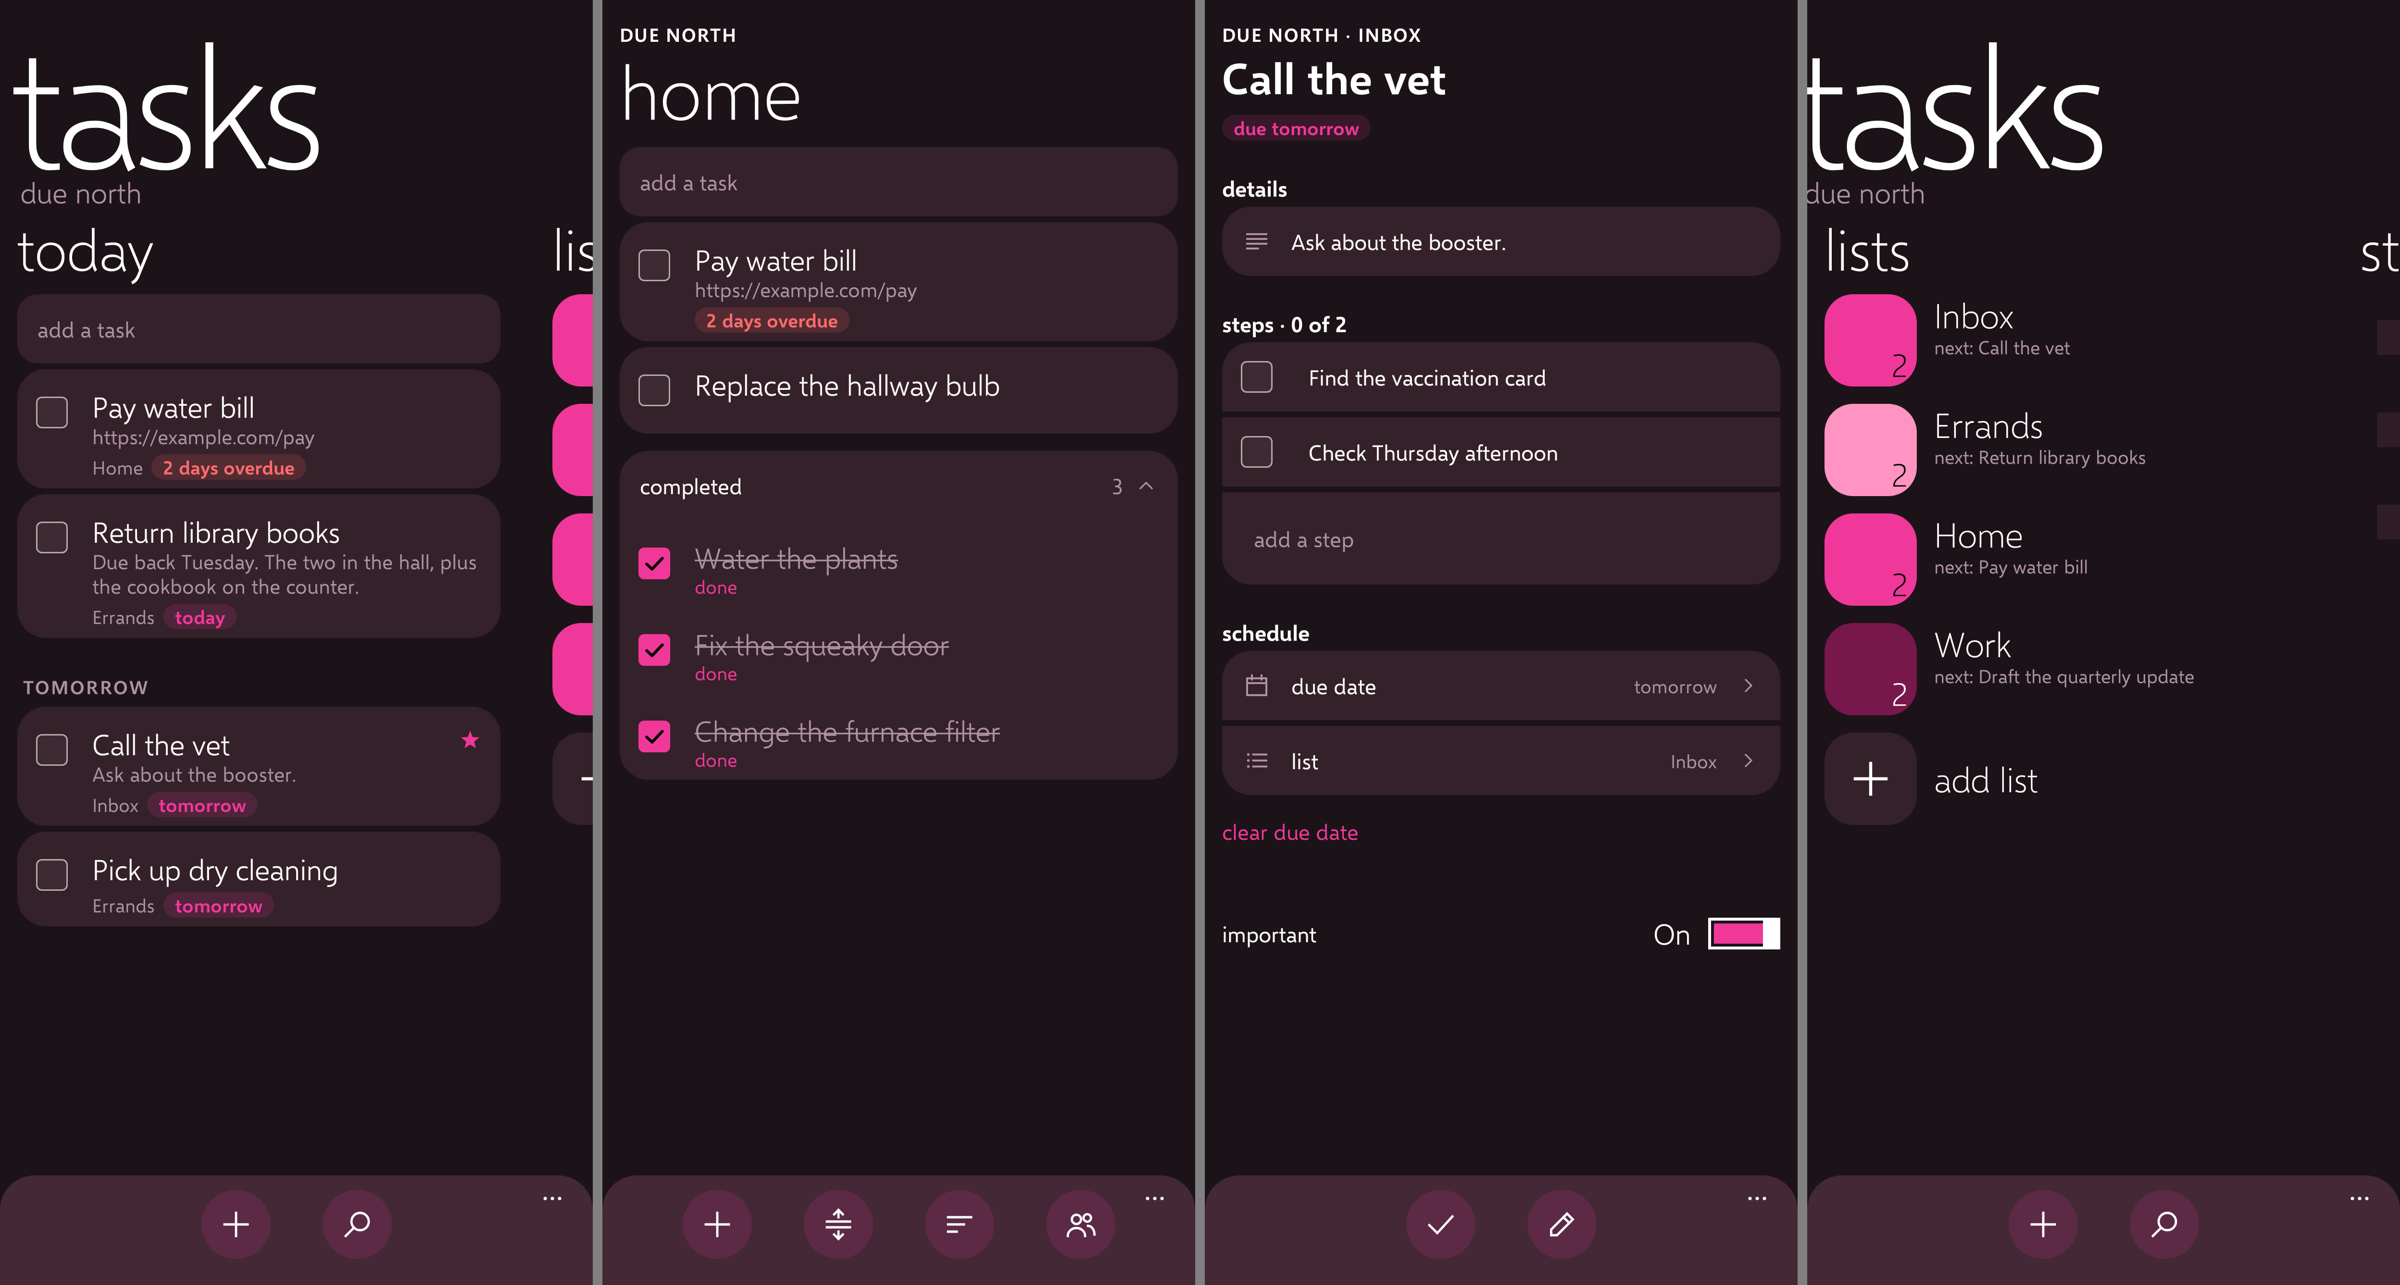 tasks
due north
today
lis
add a task
Pay water bill
https://example.com/pay
Home 2 days overdue
Return library books
Due back Tuesday. The two in the hall, plus
the cookbook on the counter.
Errands today
TOMORROW
Call the vet
Ask about the booster.
Inbox tomorrow
Pick up dry cleaning
Errands tomorrow
DUE NORTH
home
add a task
Pay water bill
https://example.com/pay
2 days overdue
Replace the hallway bulb
completed 3
Water the plants
done
Fix the squeaky door
done
Change the furnace filter
done
DUE NORTH · INBOX
Call the vet
due tomorrow
details
Ask about the booster.
steps · 0 of 2
Find the vaccination card
Check Thursday afternoon
add a step
schedule
due date tomorrow
list Inbox
clear due date
important On
tasks
due north
lists
st
Inbox
next: Call the vet
2
Errands
next: Return library books
2
Home
next: Pay water bill
2
Work
next: Draft the quarterly update
2
add list